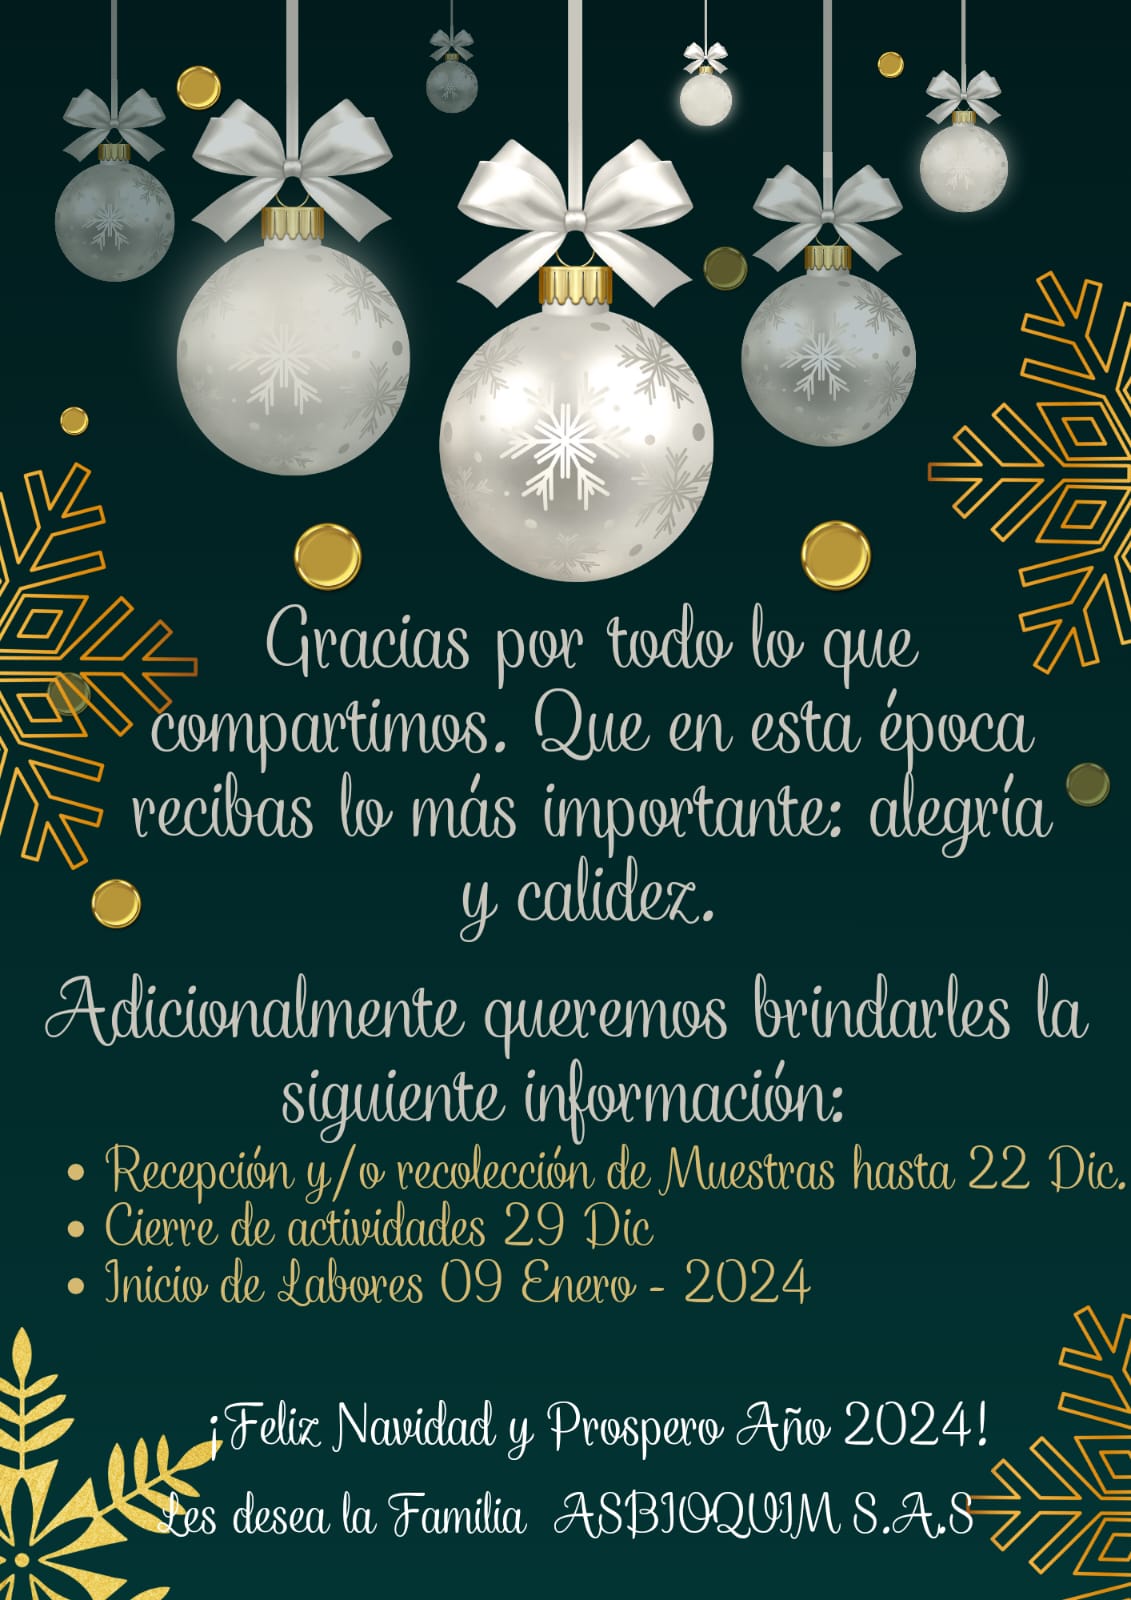 Gracias por todo lo que
compartimos. Que en esta época
recibas lo más importante: alegría
y calidez.
Adicionalmente queremos brindarles la
siguiente información:
• Recepción y/o recolección de Muestras hasta 22 Dic.
• Cierre de actividades 29 Dic
• Inicio de Labores 09 Enero - 2024
¡Feliz Navidad y Prospero Año 2024!
Les desea la Familia ASBIOQUIM S.A.S